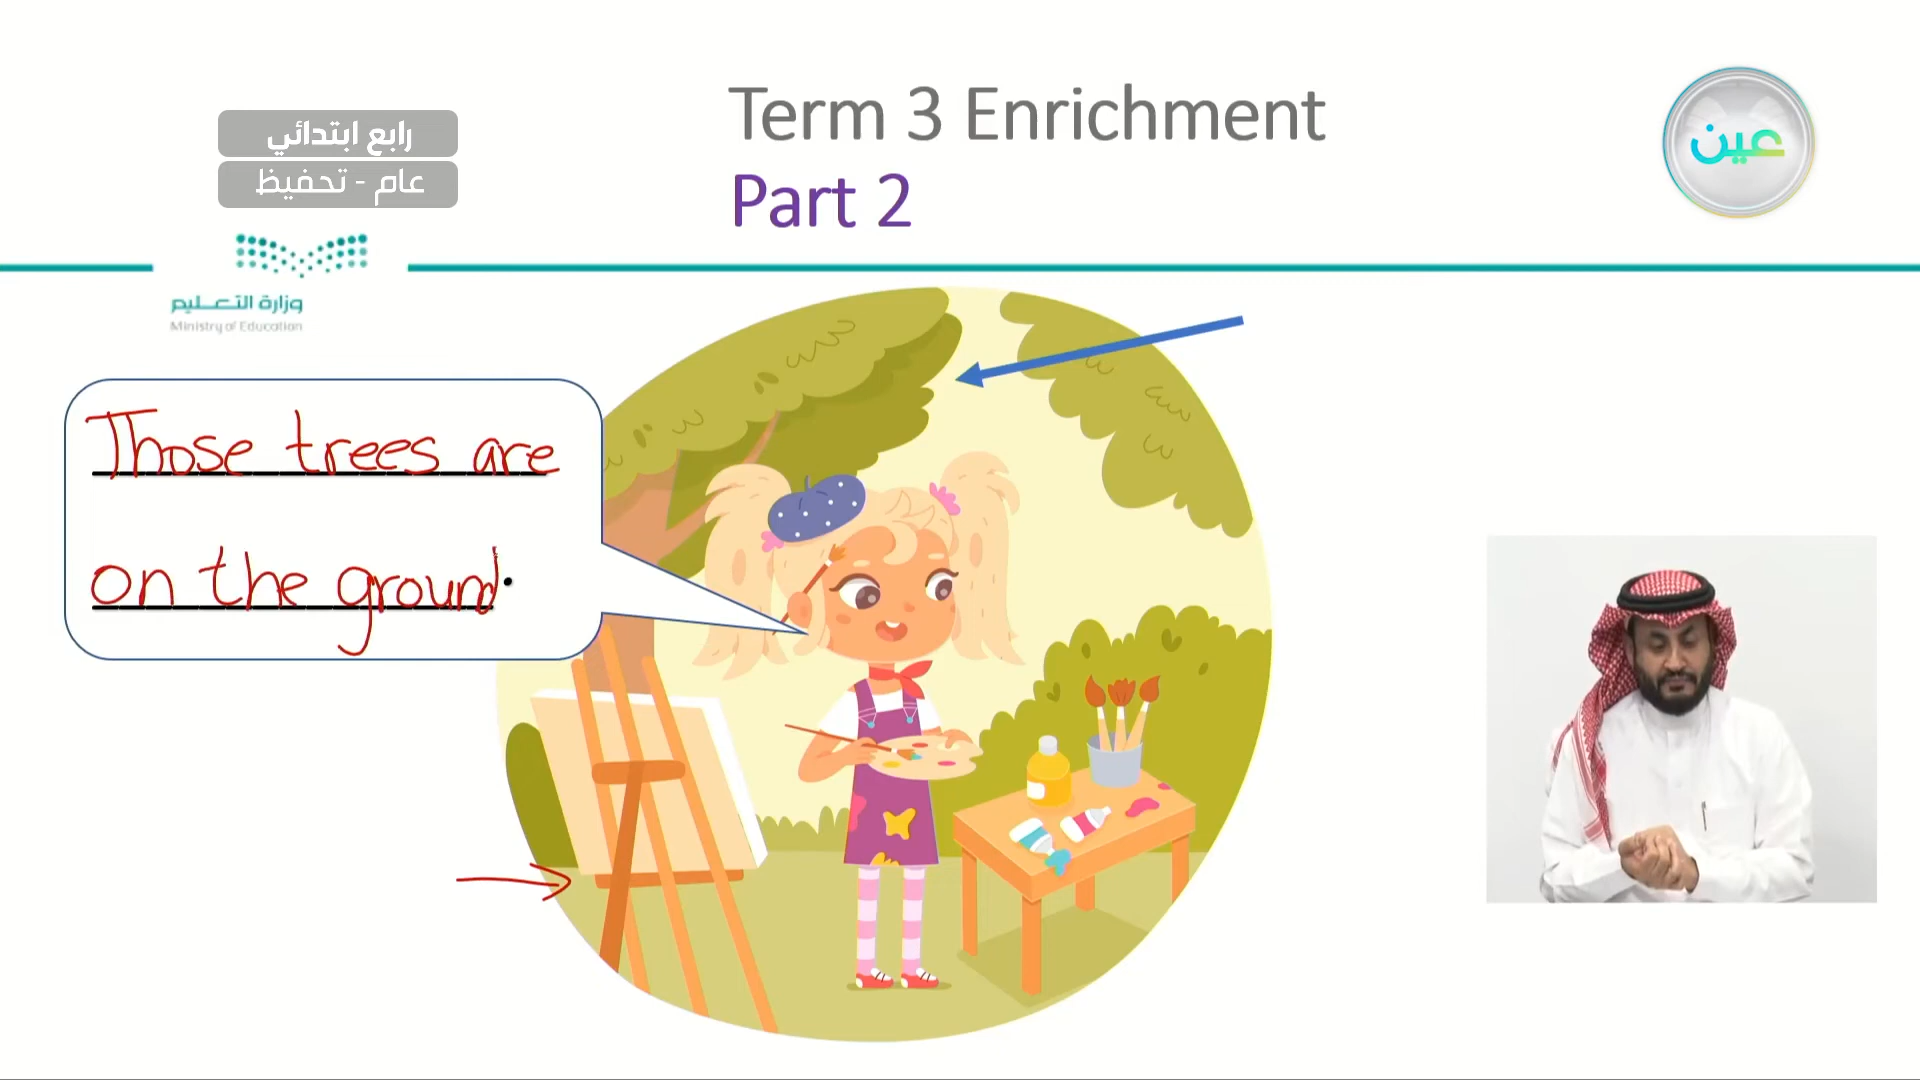 رابع ابتدائي
عام - تحفيظ
Term 3 Enrichment
Part 2
عين
وزارة التعليم
Ministry of Education
Those trees are
on the ground.